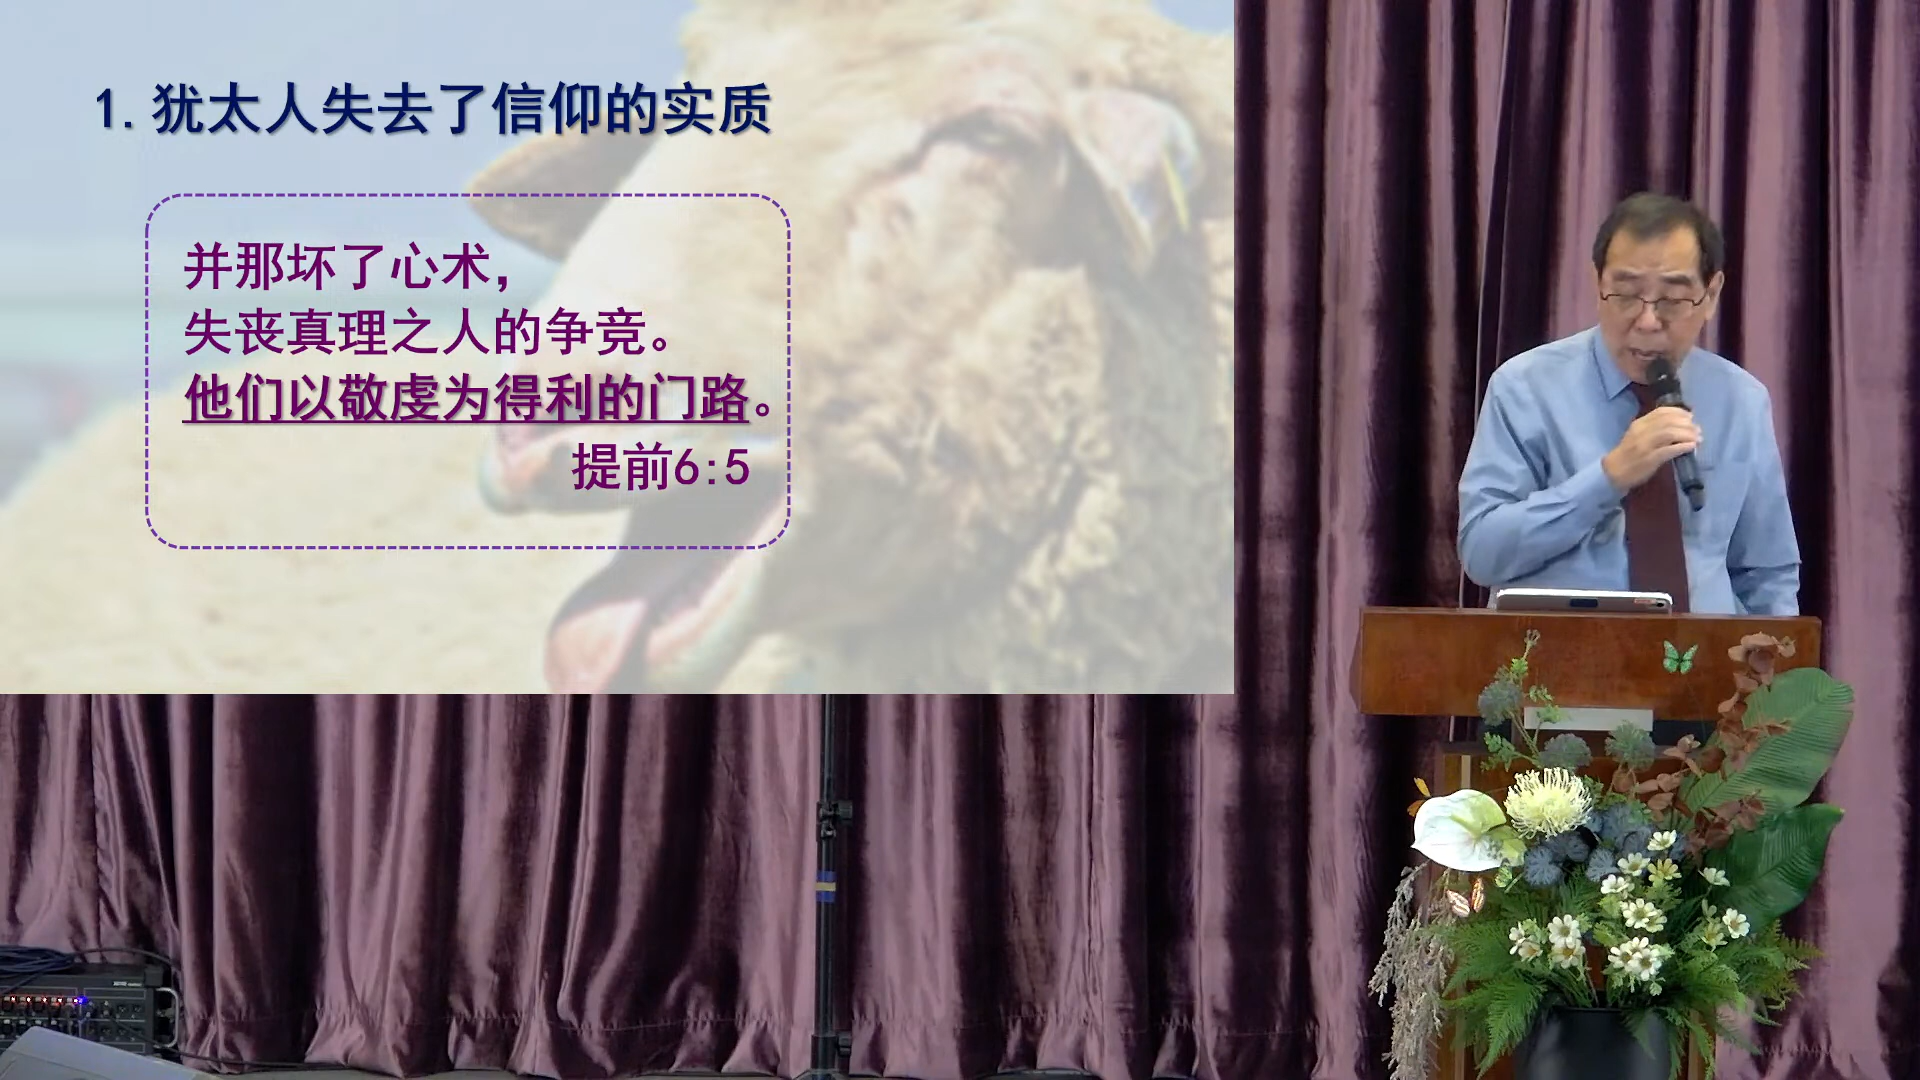 1. 犹太人失去了信仰的实质
并那坏了心术，
失丧真理之人的争竞。
他们以敬虔为得利的门路。
提前6:5